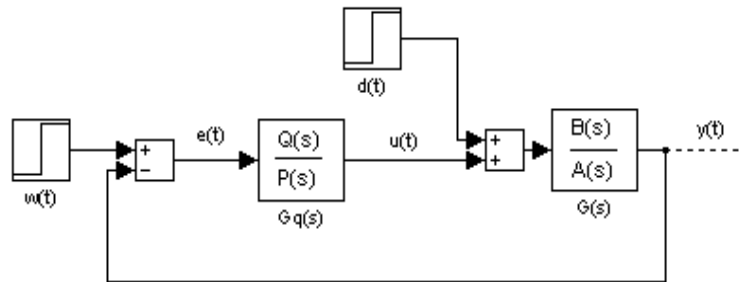 d(t)
w(t)
+
−
e(t)
Q(s)
P(s)
Gq(s)
u(t)
+
+
B(s)
A(s)
G(s)
y(t)